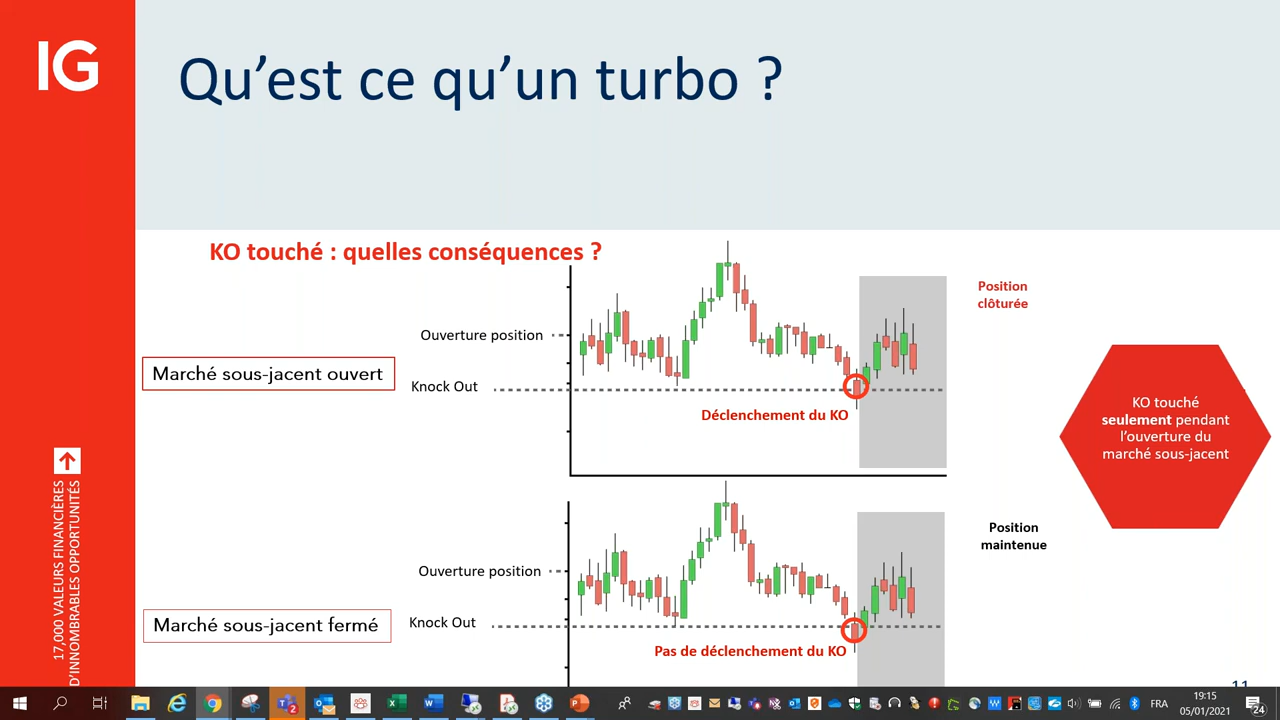 IG
Qu’est ce qu’un turbo ?
KO touché : quelles conséquences ?
Position
clôturée
Ouverture position
Marché sous-jacent ouvert
Knock Out
Déclenchement du KO
KO touché
seulement pendant
l’ouverture du
marché sous-jacent
Position
maintenue
Ouverture position
Marché sous-jacent fermé
Knock Out
Pas de déclenchement du KO
17,000 VALEURS FINANCIÈRES
D’INNOMBRABLES OPPORTUNITÉS
11
FRA
19:15
05/01/2021
24